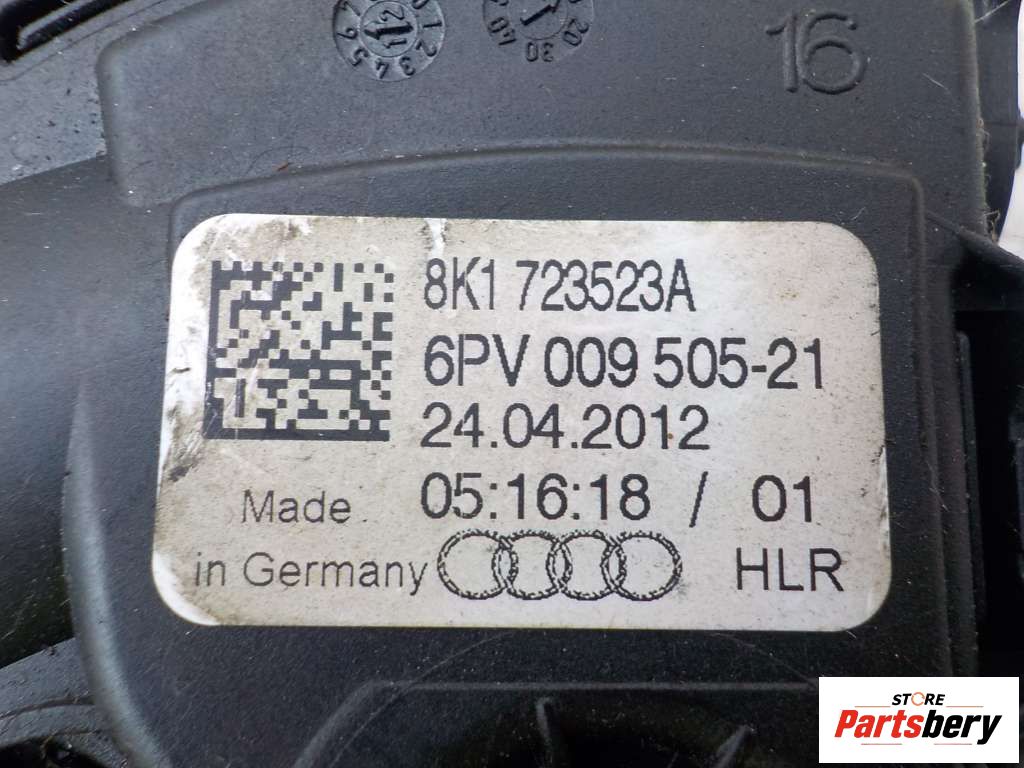 16
8K1 723523A
6PV 009 505-21
24.04.2012
Made 05:16:18 / 01
in Germany HLR
STORE
Partsbery